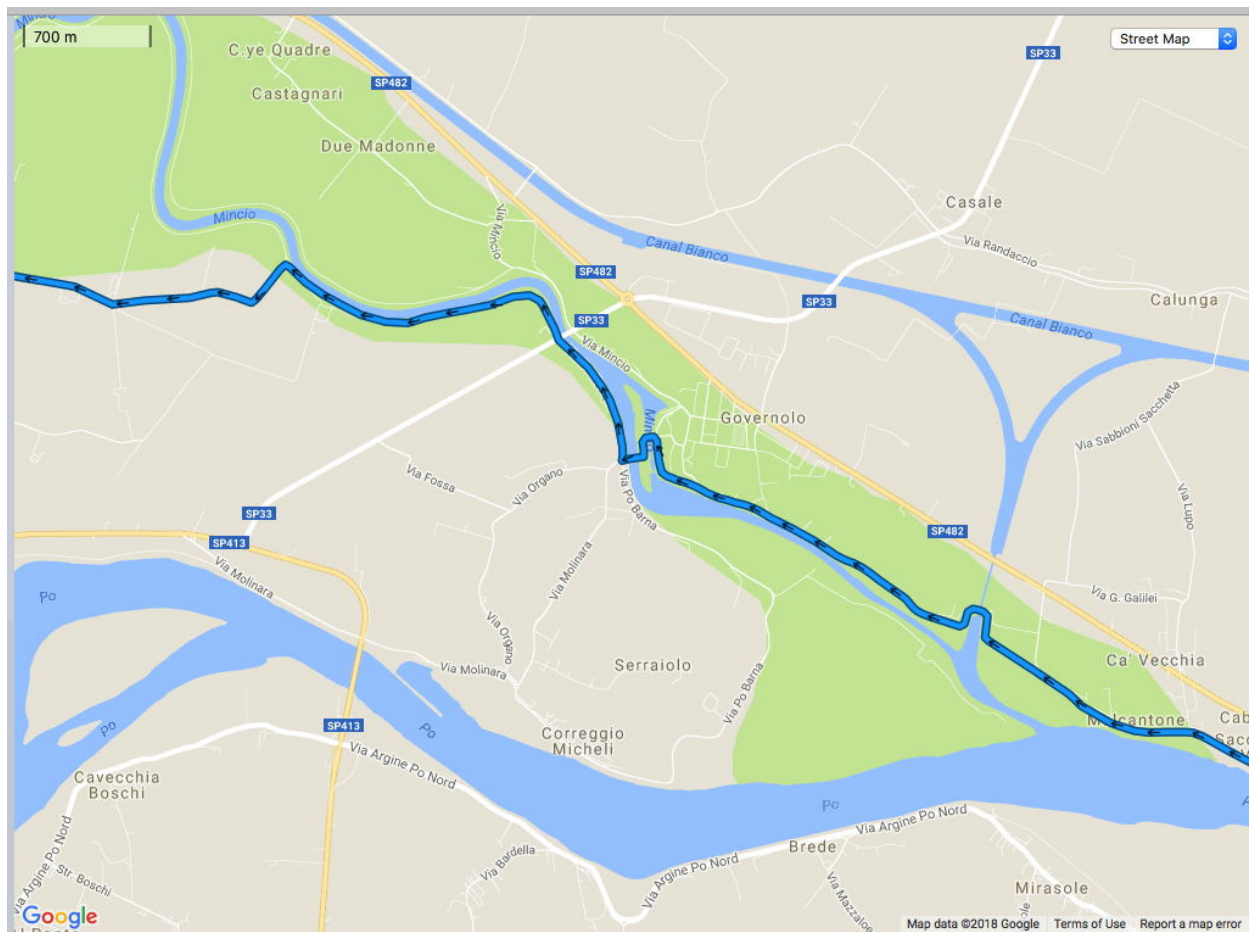 700 m
Street Map
C.ye Quadre
SP33
SP482
Castagnari
Due Madonne
Casale
Mincio
Via Mincio
Canal Bianco
Via Randaccio
SP482
SP33
Calunga
SP33
Canal Bianco
Via Mincio
Governolo
Via Sabbioni Sacchetta
Via Fossa
Via Organo
Via Po Barna
Via Lupo
SP33
SP482
SP413
Via Molinara
Via Molinara
Via G. Galilei
Po
Via Organo
Serraiolo
Via Molinara
Ca' Vecchia
Via Po Barna
Po
Po
SP413
Correggio
Micheli
Via Argine Po Nord
Cavecchia
Boschi
Po
Via Argine Po Nord
Via Argine Po Nord
Brede
Via Bardella
Via Argine Po Nord
Str. Boschi
Mirasole
Google
Map data ©2018 Google
Terms of Use
Report a map error